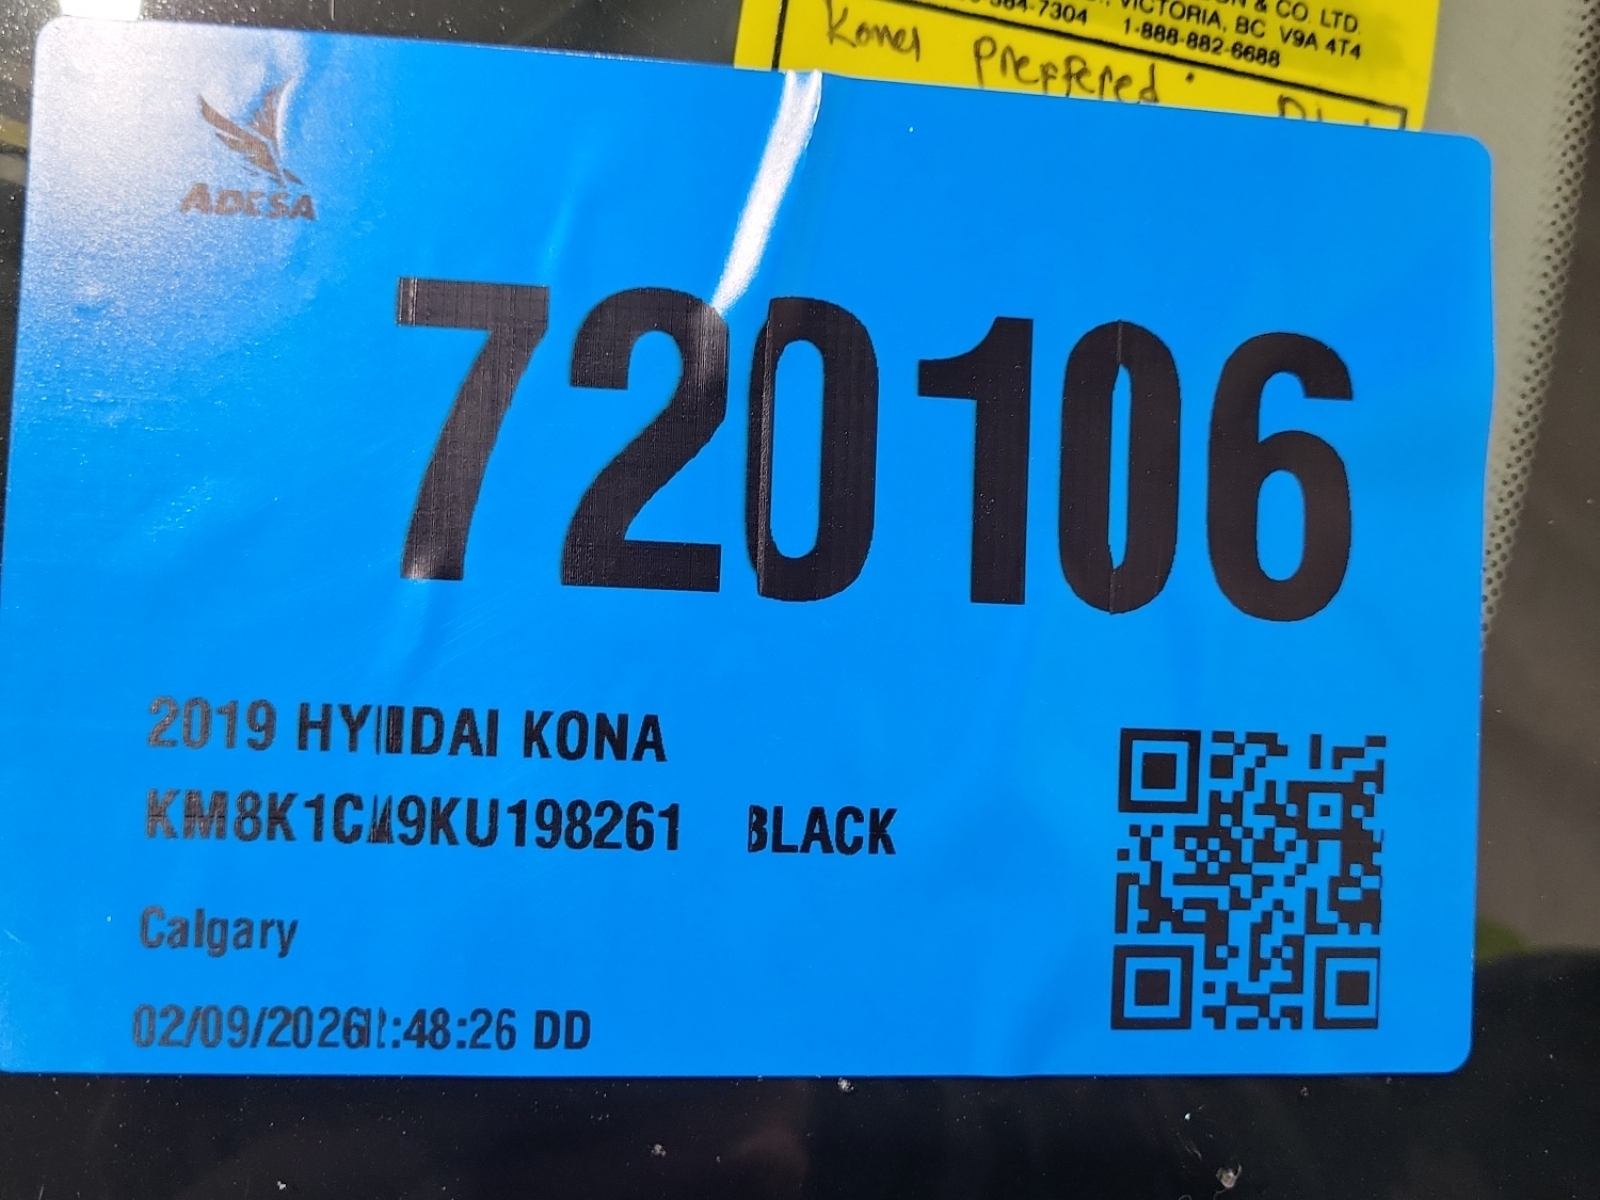 & CO. LTD.
VICTORIA, BC V9A 4T4
384-7304 1-888-882-6688
Kona Preffered
ADESA
720106
2019 HYUNDAI KONA
KM8K1CA9KU198261 BLACK
Calgary
02/09/2026 :48:26 DD